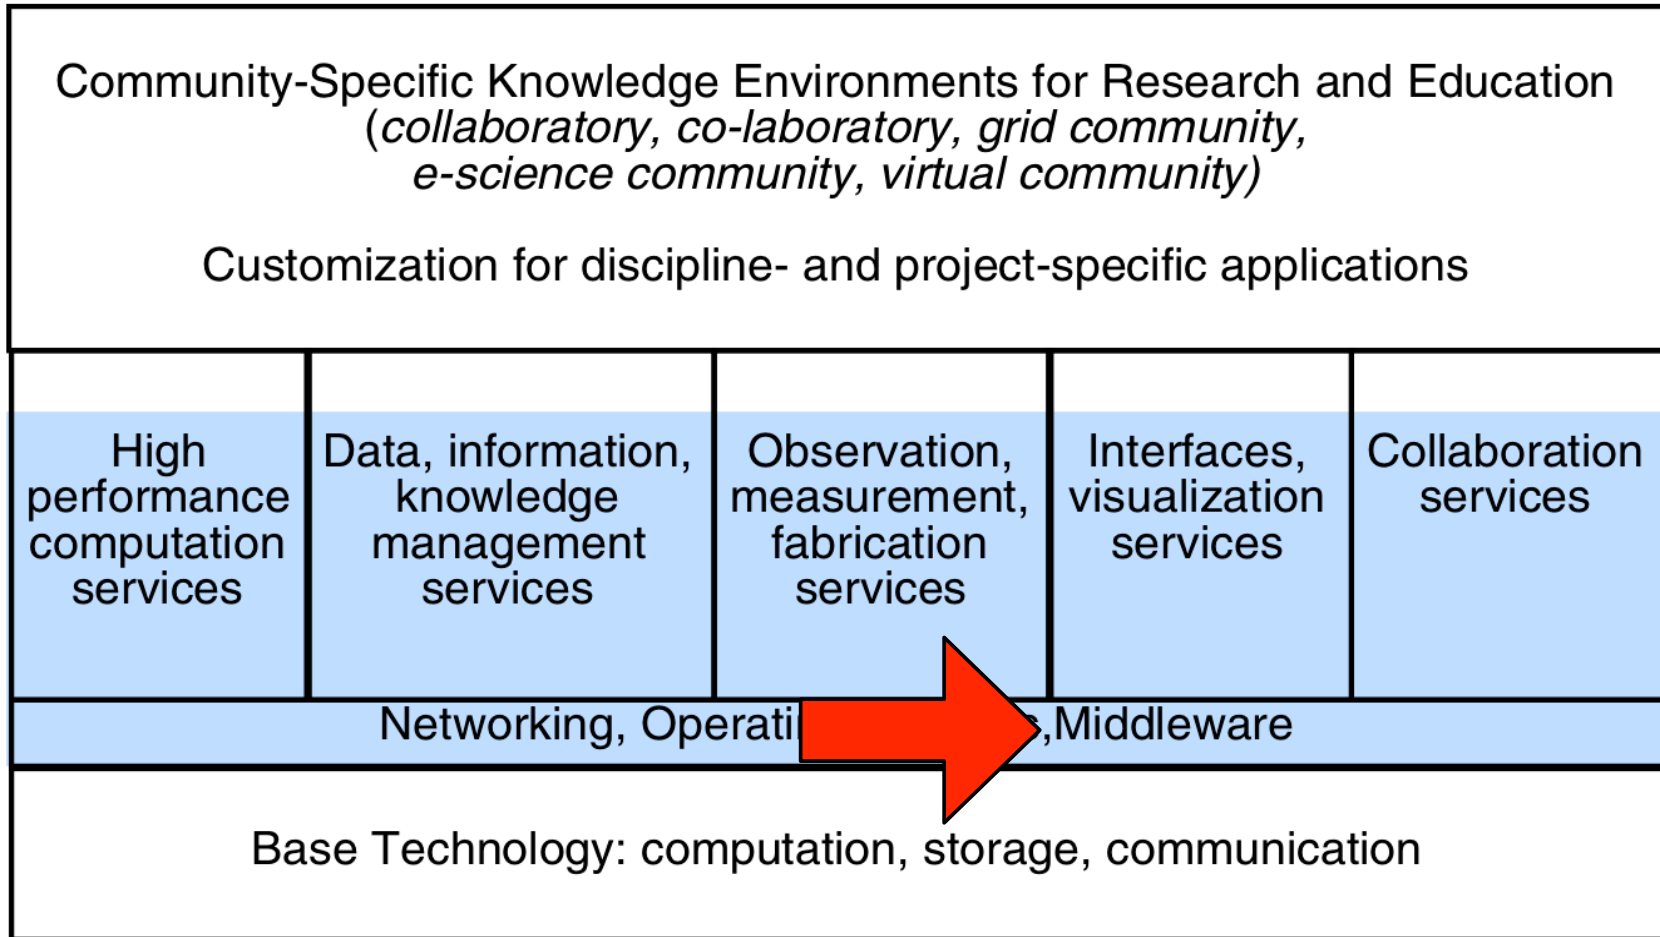 Community-Specific Knowledge Environments for Research and Education
(collaboratory, co-laboratory, grid community,
e-science community, virtual community)
Customization for discipline- and project-specific applications
High
performance
computation
services
Data, information,
knowledge
management
services
Observation,
measurement,
fabrication
services
Interfaces,
visualization
services
Collaboration
services
Networking, ,Middleware
Base Technology: computation, storage, communication